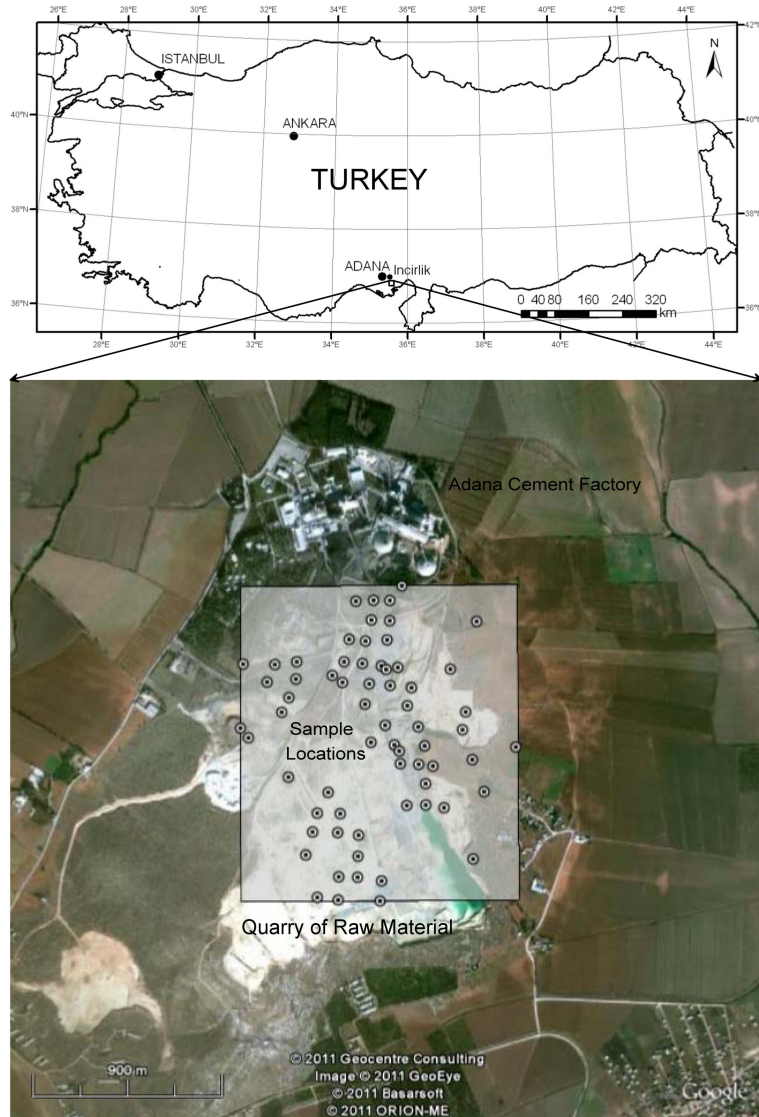 26°E 28°E 30°E 32°E 34°E 36°E 38°E 40°E 42°E 44°E
42°N
42°N
N
ISTANBUL
40°N
40°N
ANKARA
TURKEY
38°N
38°N
ADANA Incirlik
36°N
36°N
0 40 80 160 240 320
km
28°E 30°E 32°E 34°E 36°E 38°E 40°E 42°E 44°E
Adana Cement Factory
Sample
Locations
Quarry of Raw Material
900 m
© 2011 Geocentre Consulting
Image © 2011 GeoEye
© 2011 Basarsoft
© 2011 ORION-ME
Google